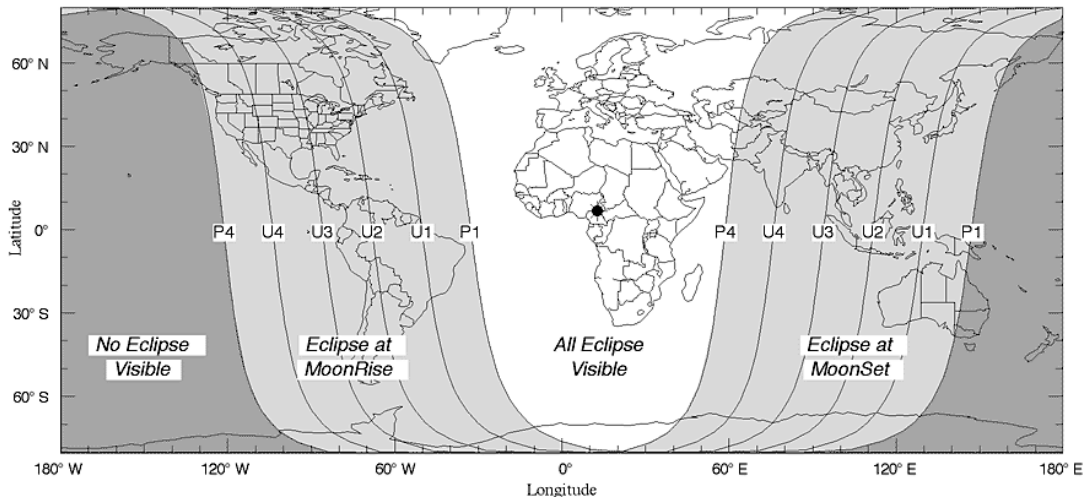 60° N
30° N
0°
30° S
60° S
Latitude
P4 U4 U3 U2 U1 P1 P4 U4 U3 U2 U1 P1
No Eclipse
Visible
Eclipse at
MoonRise
All Eclipse
Visible
Eclipse at
MoonSet
180° W 120° W 60° W 0° 60° E 120° E 180° E
Longitude